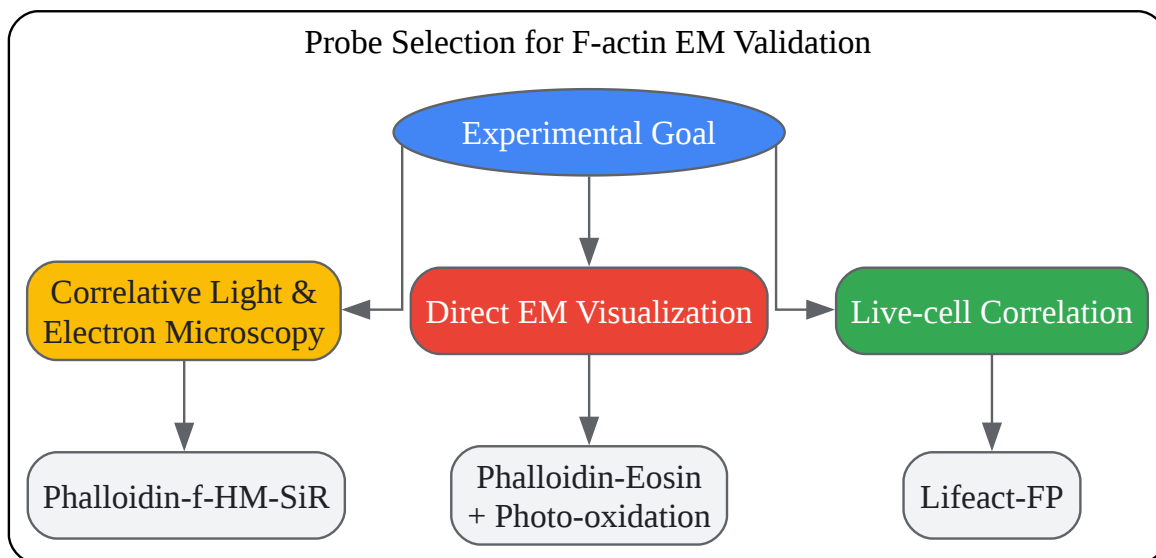 Probe Selection for F-actin EM Validation
Experimental Goal
Correlative Light &
Electron Microscopy
Direct EM Visualization
Live-cell Correlation
Phalloidin-f-HM-SiR
Phalloidin-Eosin
+ Photo-oxidation
Lifeact-FP